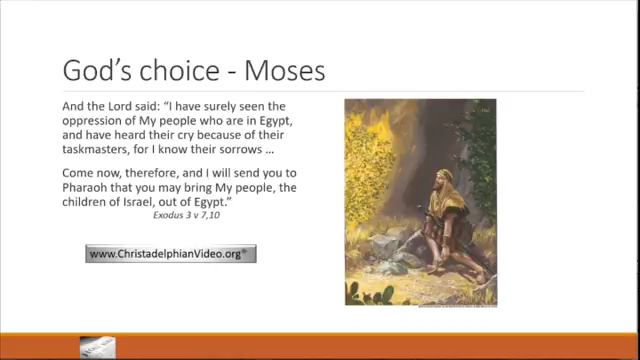 God's choice - Moses
And the Lord said: “I have surely seen the
oppression of My people who are in Egypt,
and have heard their cry because of their
taskmasters, for I know their sorrows ...
Come now, therefore, and I will send you to
Pharaoh that you may bring My people, the
children of Israel, out of Egypt.”
Exodus 3 v 7,10
www.ChristadelphianVideo.org®